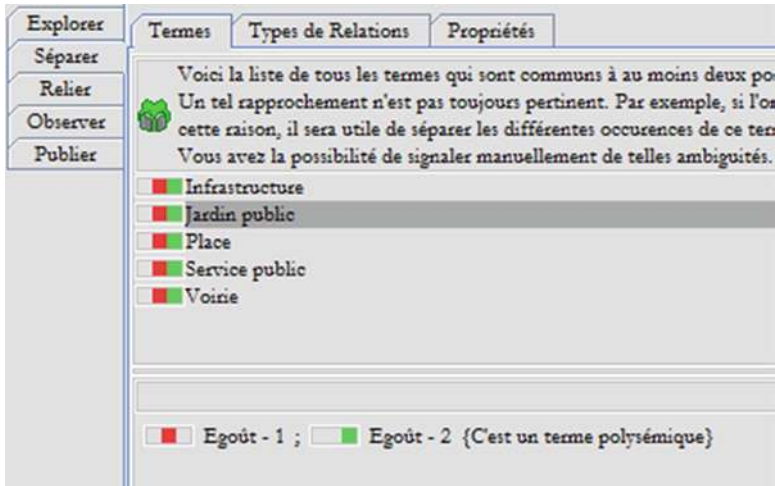 Explorer
Séparer
Relier
Observer
Publier
Termes
Types de Relations
Propriétés
Voici la liste de tous les termes qui sont communs à au moins deux
Un tel rapprochement n'est pas toujours pertinent. Par exemple, si
cette raison, il sera utile de séparer les différentes occurences de ce
Vous avez la possibilité de signaler manuellement de telles ambiguités.
Infrastructure
Jardin public
Place
Service public
Voirie
Egoût - 1 ; Egoût - 2 {C'est un terme polysémique}